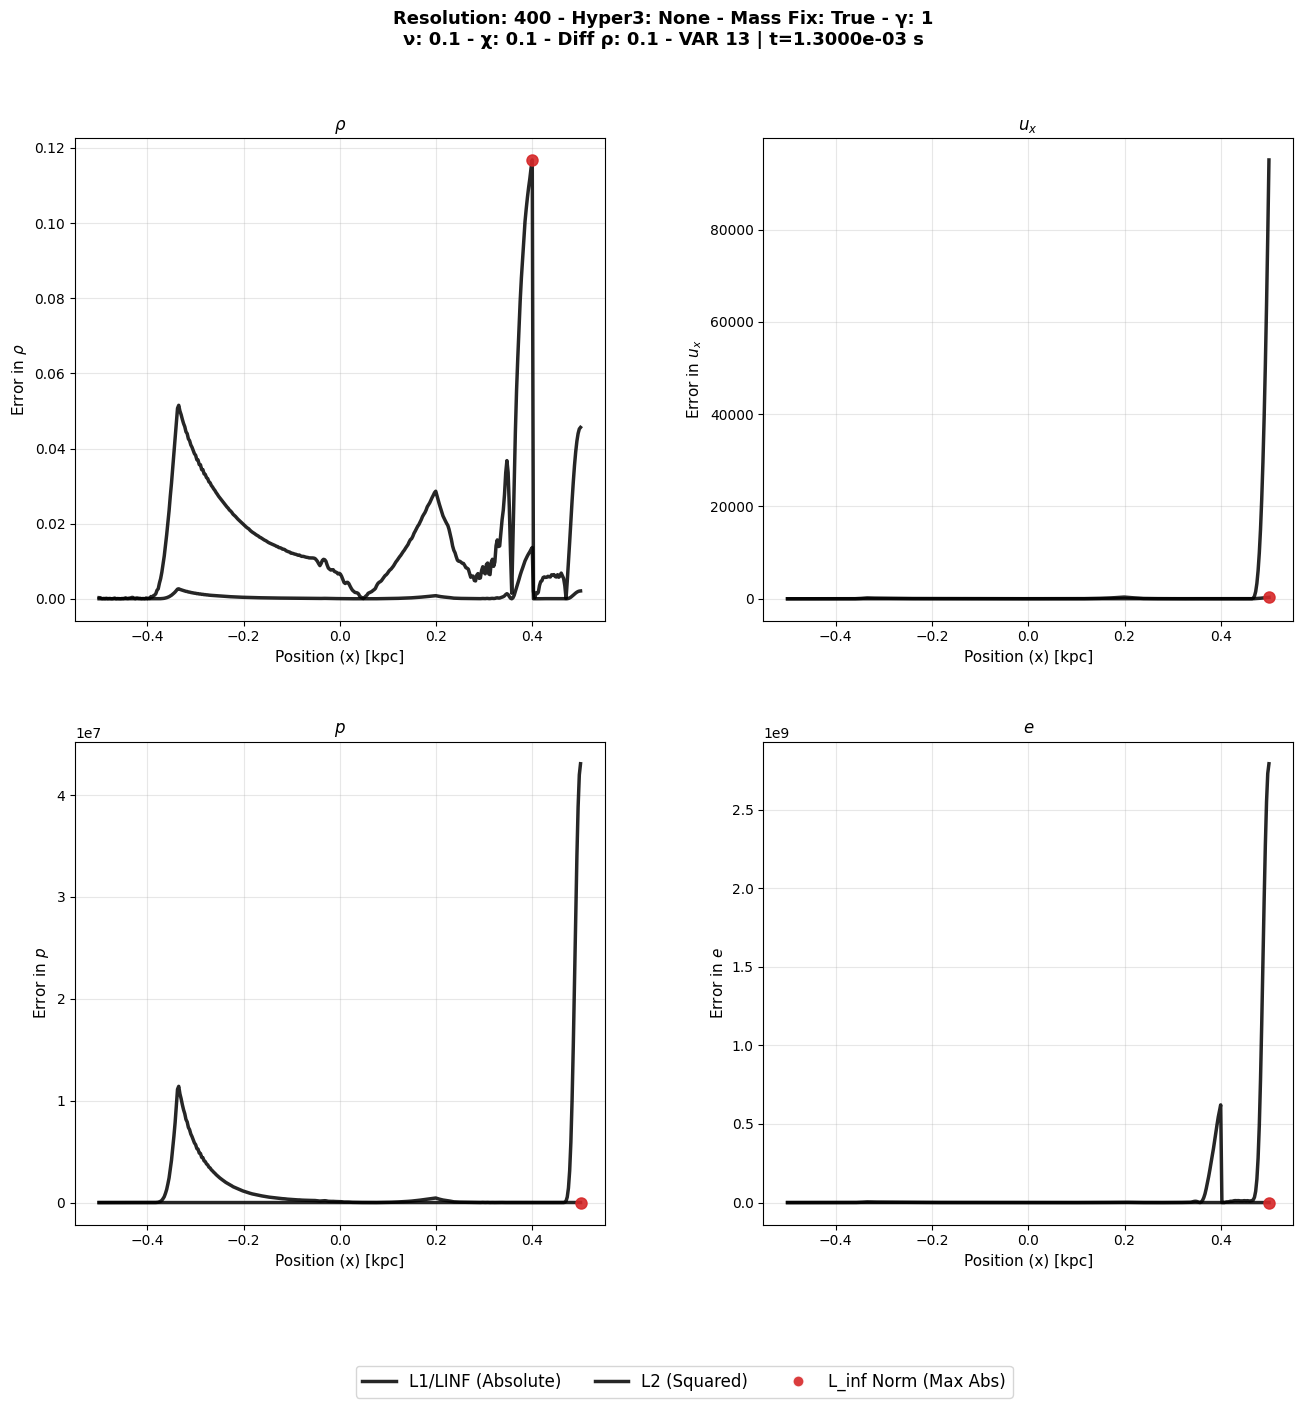 Resolution: 400 - Hyper3: None - Mass Fix: True - γ: 1
ν: 0.1 - χ: 0.1 - Diff ρ: 0.1 - VAR 13 | t=1.3000e-03 s
ρ
0.12
0.10
0.08
0.06
0.04
0.02
0.00
Error in ρ
−0.4 −0.2 0.0 0.2 0.4
Position (x) [kpc]
u_x
80000
60000
40000
20000
0
Error in u_x
−0.4 −0.2 0.0 0.2 0.4
Position (x) [kpc]
p
1e7
4
3
2
1
0
Error in p
−0.4 −0.2 0.0 0.2 0.4
Position (x) [kpc]
e
1e9
2.5
2.0
1.5
1.0
0.5
0.0
Error in e
−0.4 −0.2 0.0 0.2 0.4
Position (x) [kpc]
L1/LINF (Absolute) L2 (Squared) L_inf Norm (Max Abs)